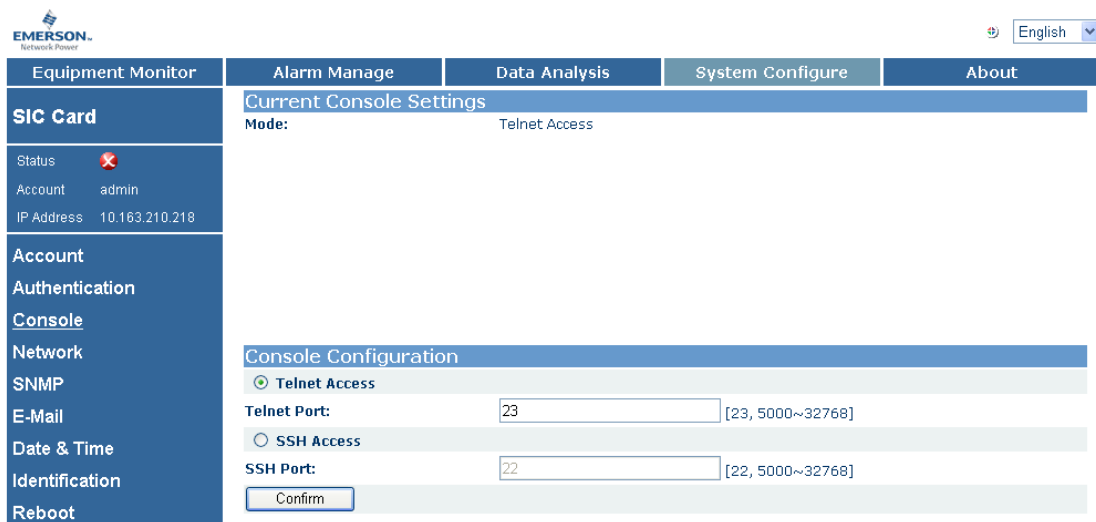 EMERSON™
Network Power
English
Equipment Monitor Alarm Manage Data Analysis System Configure About
SIC Card
Status
Account admin
IP Address 10.163.210.218
Account
Authentication
Console
Network
SNMP
E-Mail
Date & Time
Identification
Reboot
Current Console Settings
Mode: Telnet Access
Console Configuration
Telnet Access
Telnet Port: 23 [23, 5000~32768]
SSH Access
SSH Port: 22 [22, 5000~32768]
Confirm